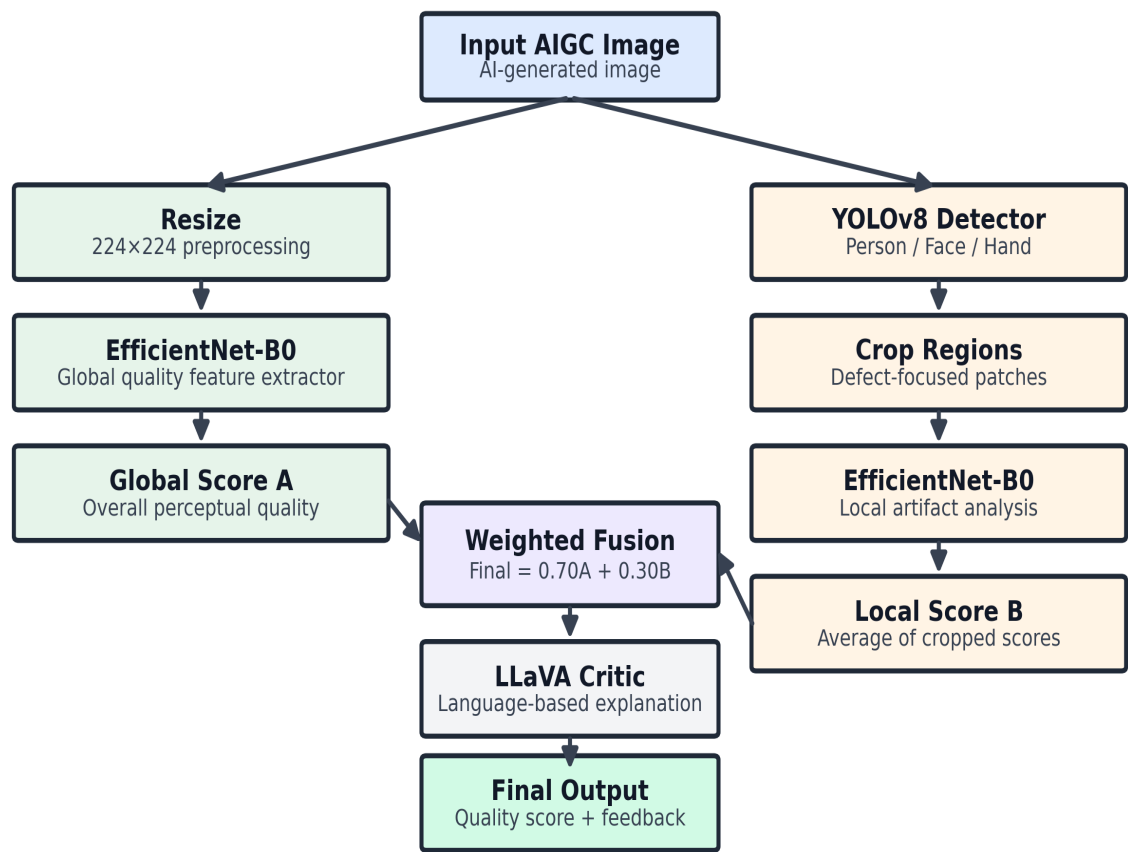 Input AIGC Image
AI-generated image
Resize
224×224 preprocessing
EfficientNet-B0
Global quality feature extractor
Global Score A
Overall perceptual quality
YOLOv8 Detector
Person / Face / Hand
Crop Regions
Defect-focused patches
EfficientNet-B0
Local artifact analysis
Local Score B
Average of cropped scores
Weighted Fusion
Final = 0.70A + 0.30B
LLaVA Critic
Language-based explanation
Final Output
Quality score + feedback